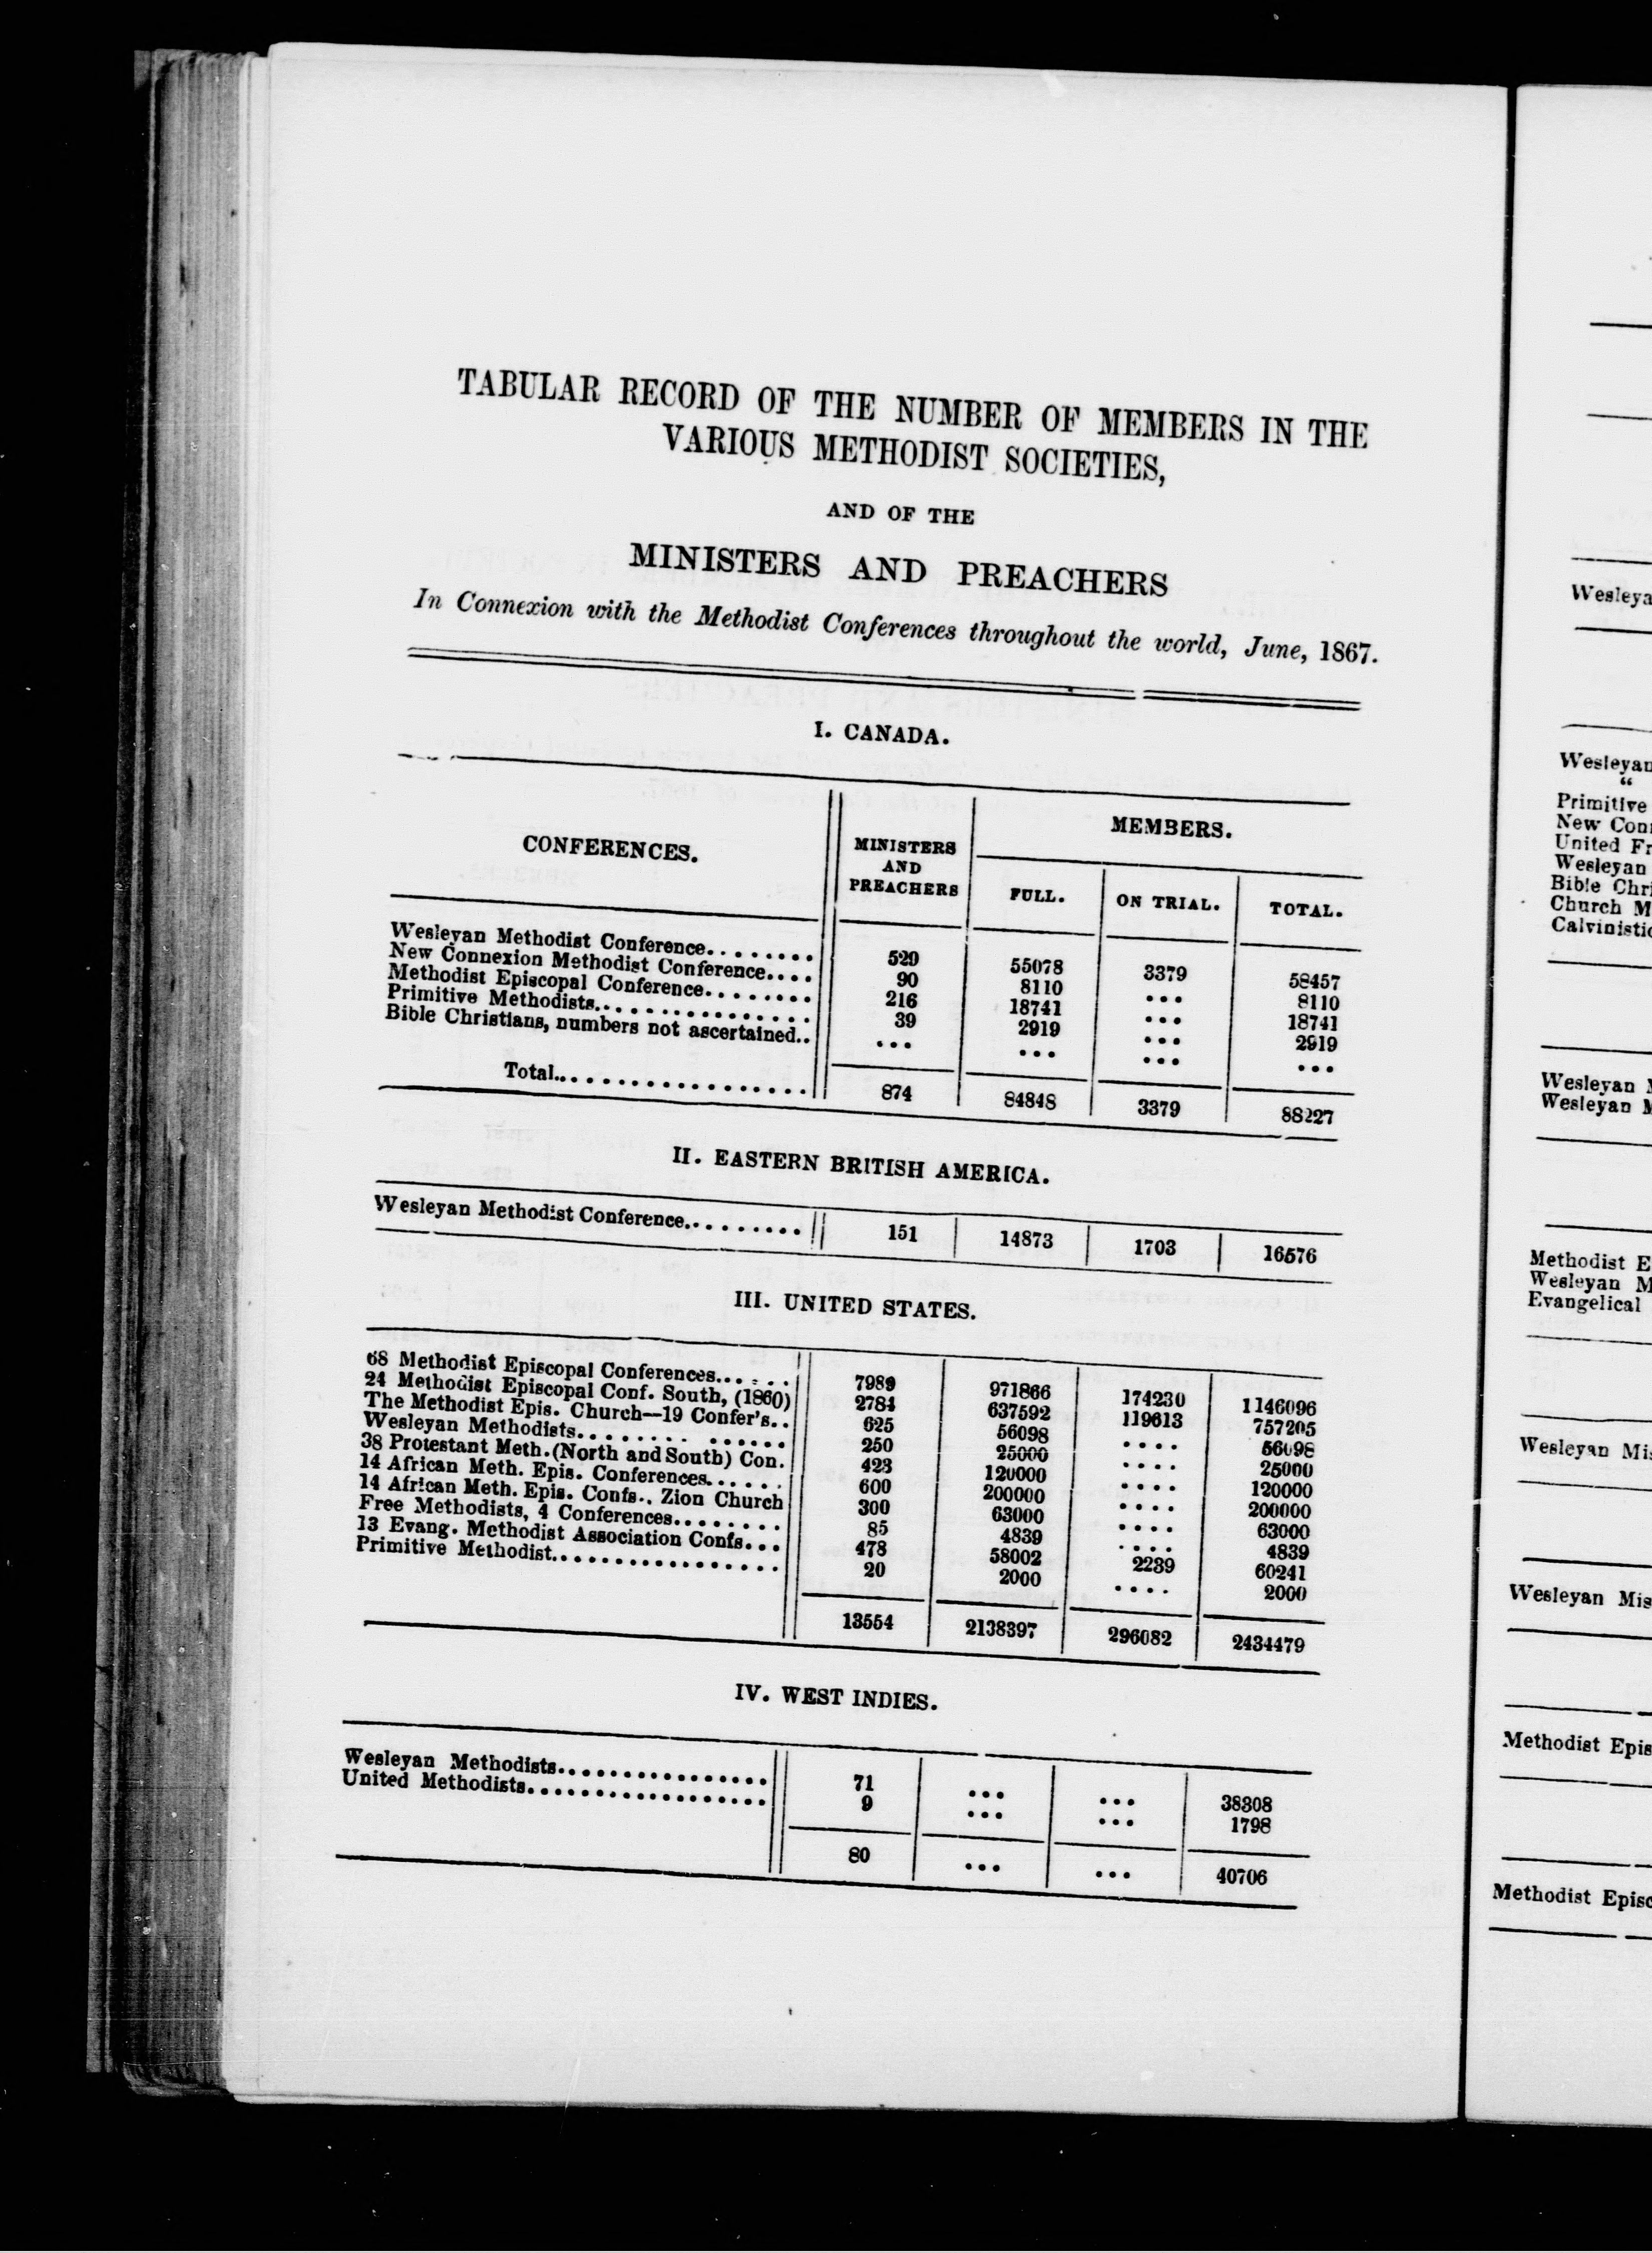 TABULAR RECORD OF THE NUMBER OF MEMBERS IN THE
VARIOUS METHODIST SOCIETIES,
AND OF THE
MINISTERS AND PREACHERS
In Connexion with the Methodist Conferences throughout the world, June, 1867.
I. CANADA.
CONFERENCES. MINISTERS AND PREACHERS MEMBERS.
FULL. ON TRIAL. TOTAL.
Wesleyan Methodist Conference........ 529 55078 3379 58457
New Connexion Methodist Conference.... 90 8110 ... 8110
Methodist Episcopal Conference........ 216 18741 ... 18741
Primitive Methodists................ 39 2919 ... 2919
Bible Christians, numbers not ascertained.. ... ... ... ...
Total.................. 874 84848 3379 88227
II. EASTERN BRITISH AMERICA.
Wesleyan Methodist Conference......... 151 14873 1703 16576
III. UNITED STATES.
68 Methodist Episcopal Conferences...... 7989 971866 174230 1146096
24 Methodist Episcopal Conf. South, (1860) 2784 637592 119613 757205
The Methodist Epis. Church—19 Confer's.. 625 56098 .... 56098
Wesleyan Methodists........ ...... 250 25000 .... 25000
38 Protestant Meth. (North and South) Con. 423 120000 .... 120000
14 African Meth. Epis. Conferences...... 600 200000 .... 200000
14 African Meth. Epis. Confs., Zion Church 300 63000 .... 63000
Free Methodists, 4 Conferences........ 85 4839 .... 4839
13 Evang. Methodist Association Confs... 478 58002 2239 60241
Primitive Methodist................. 20 2000 .... 2000
13554 2138397 296082 2434479
IV. WEST INDIES.
Wesleyan Methodists................ 71 ... ... 38308
United Methodists.................. 9 ... ... 1798
80 ... ... 40706
Wesleyan
“
Primitive
United
Wesleyan
Church
Wesleyan
Wesleyan
Methodist
Wesleyan
Evangelical
Wesleyan
Wesleyan
Methodist
Methodist